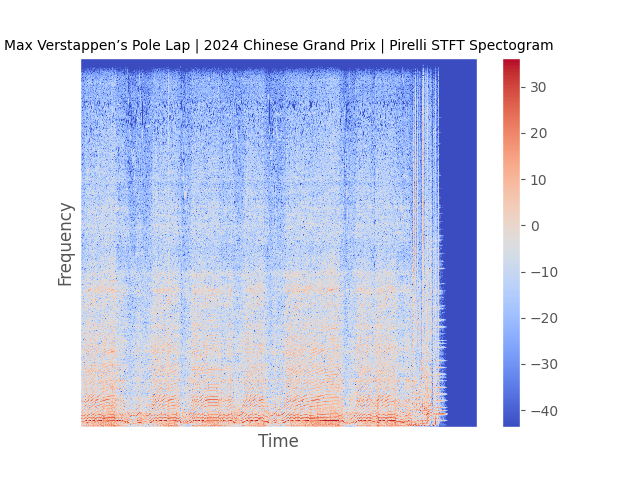 Max Verstappen’s Pole Lap | 2024 Chinese Grand Prix | Pirelli STFT Spectogram
30
20
10
0
−10
−20
−30
−40
Frequency
Time